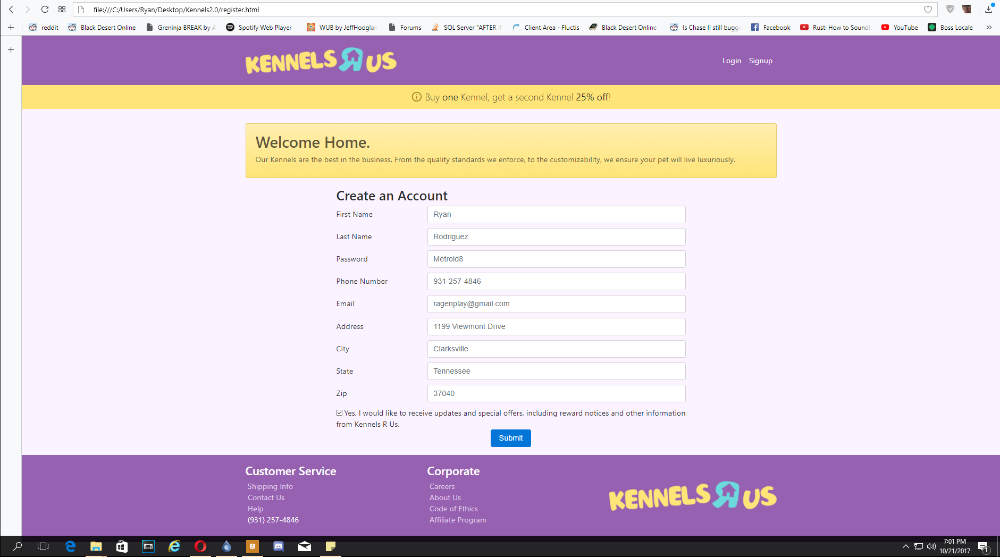 file:///C:/Users/Ryan/Desktop/Kennels2.0/register.html
reddit Black Desert Online Greninja BREAK by Spotify Web Player - WUB by JeffHoogla Forums SQL Server "AFTER Client Area - Fluctis Black Desert Online Is Chase II still bugg Facebook Rust: How to Sound YouTube Boss Locale
KENNELS R US
Login Signup
Buy one Kennel, get a second Kennel 25% off!
Welcome Home.
Our Kennels are the best in the business. From the quality standards we enforce, to the customizability, we ensure your pet will live luxuriously.
Create an Account
First Name Ryan
Last Name Rodriguez
Password Metroid8
Phone Number 931-257-4846
Email ragenplay@gmail.com
Address 1199 Viewmont Drive
City Clarksville
State Tennessee
Zip 37040
Yes, I would like to receive updates and special offers, including reward notices and other information
from Kennels R Us.
Submit
Customer Service
Shipping Info
Contact Us
Help
(931) 257-4846
Corporate
Careers
About Us
Code of Ethics
Affiliate Program
KENNELS R US
7:01 PM
10/21/2017
1